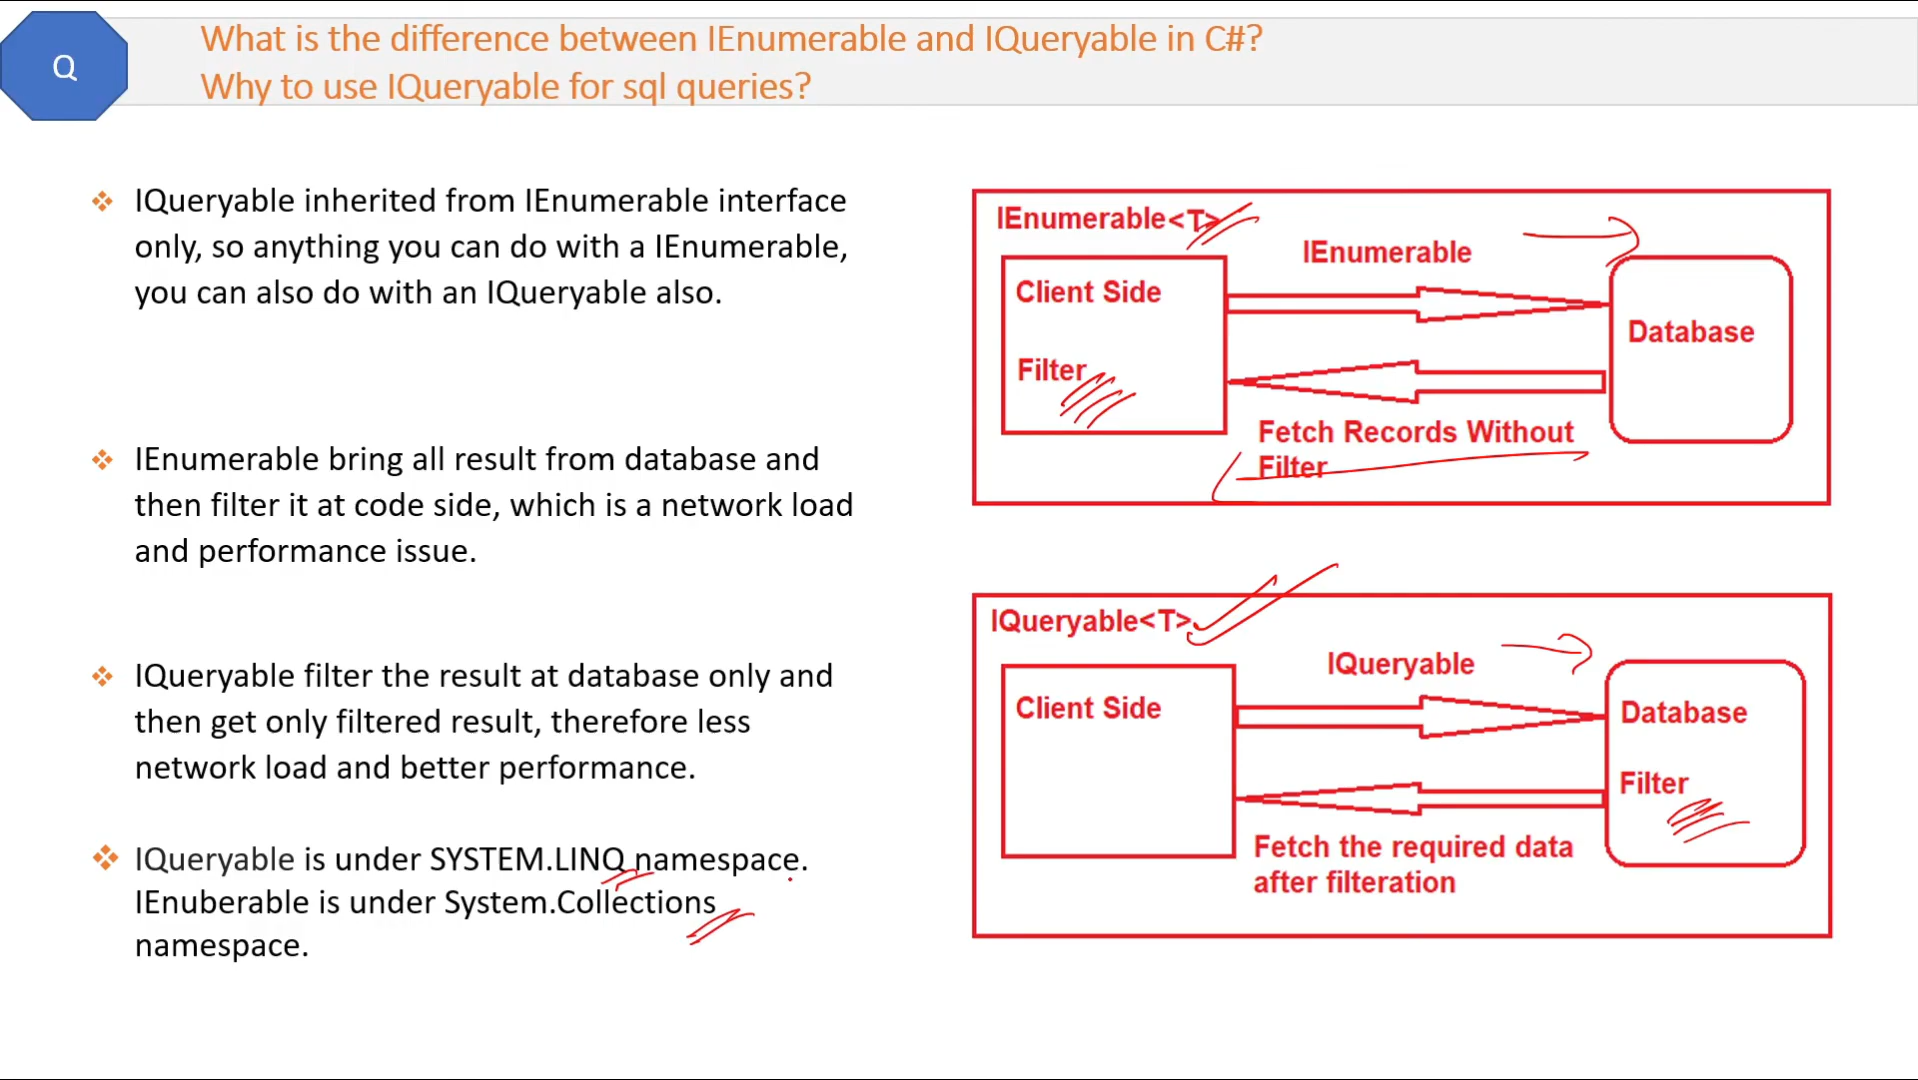 Q
What is the difference between IEnumerable and IQueryable in C#?
Why to use IQueryable for sql queries?
IQueryable inherited from IEnumerable interface
only, so anything you can do with a IEnumerable,
you can also do with an IQueryable also.
IEnumerable bring all result from database and
then filter it at code side, which is a network load
and performance issue.
IQueryable filter the result at database only and
then get only filtered result, therefore less
network load and better performance.
IQueryable is under SYSTEM.LINQ namespace.
IEnuberable is under System.Collections
namespace.
IEnumerable<T>
IEnumerable
Client Side
Database
Filter
Fetch Records Without
Filter
IQueryable<T>
IQueryable
Client Side
Database
Filter
Fetch the required data
after filteration